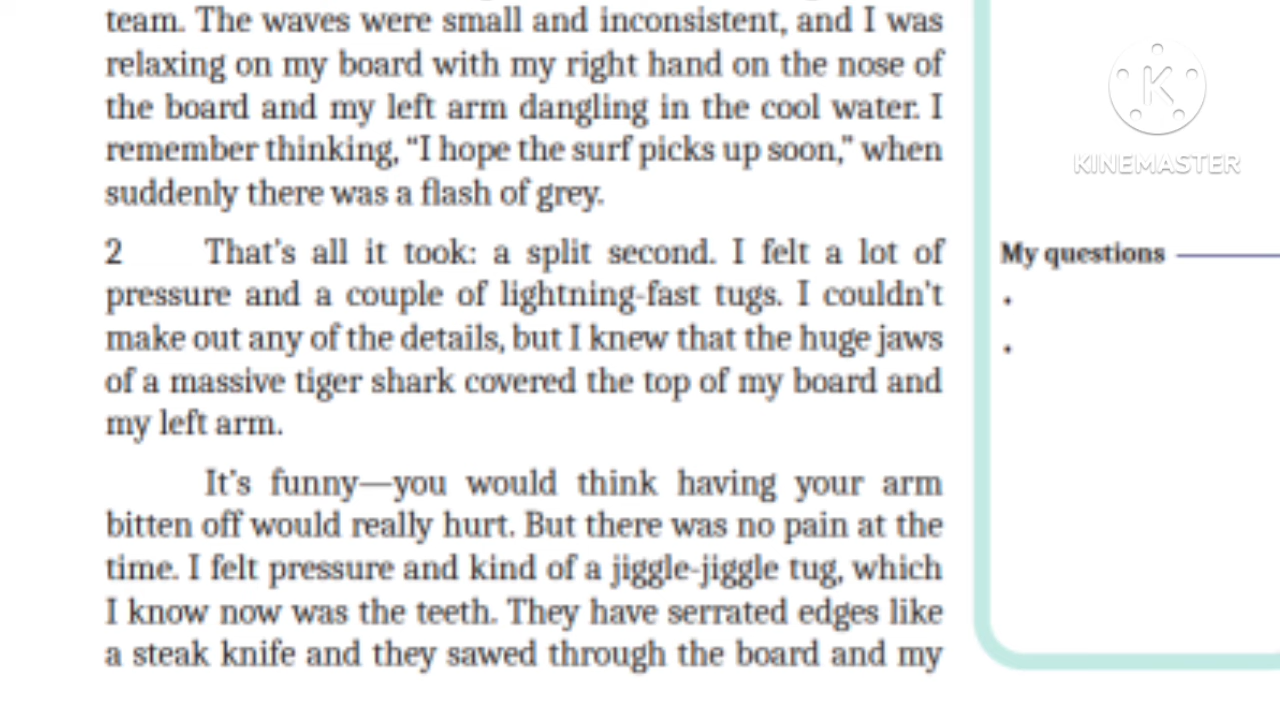 team. The waves were small and inconsistent, and I was
relaxing on my board with my right hand on the nose of
the board and my left arm dangling in the cool water. I
remember thinking, “I hope the surf picks up soon,” when
suddenly there was a flash of grey.
2 That’s all it took: a split second. I felt a lot of
pressure and a couple of lightning-fast tugs. I couldn’t
make out any of the details, but I knew that the huge jaws
of a massive tiger shark covered the top of my board and
my left arm.
It’s funny—you would think having your arm
bitten off would really hurt. But there was no pain at the
time. I felt pressure and kind of a jiggle-jiggle tug, which
I know now was the teeth. They have serrated edges like
a steak knife and they sawed through the board and my
K
KINEMASTER
My questions
•
•